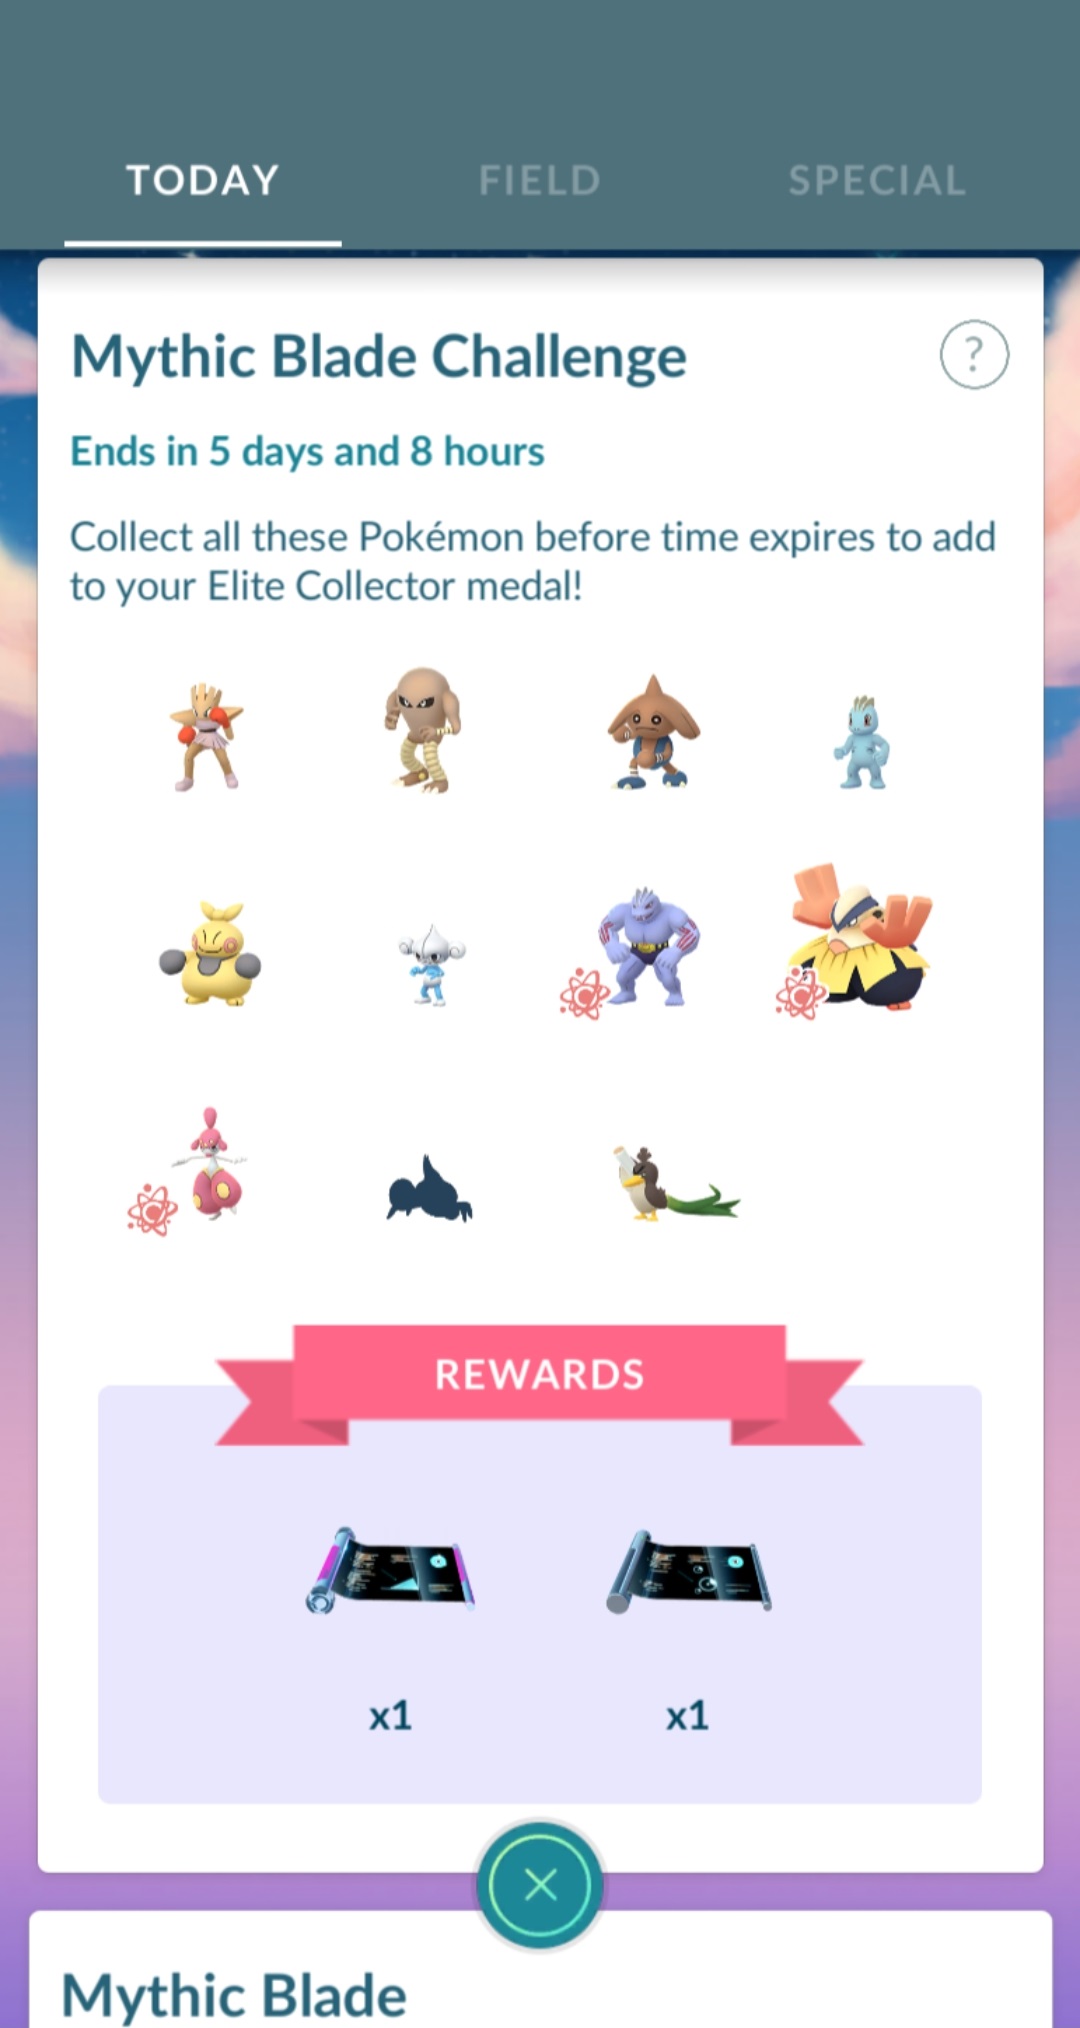 TODAY FIELD SPECIAL
Mythic Blade Challenge ?
Ends in 5 days and 8 hours
Collect all these Pokémon before time expires to add
to your Elite Collector medal!
REWARDS
x1 x1
Mythic Blade